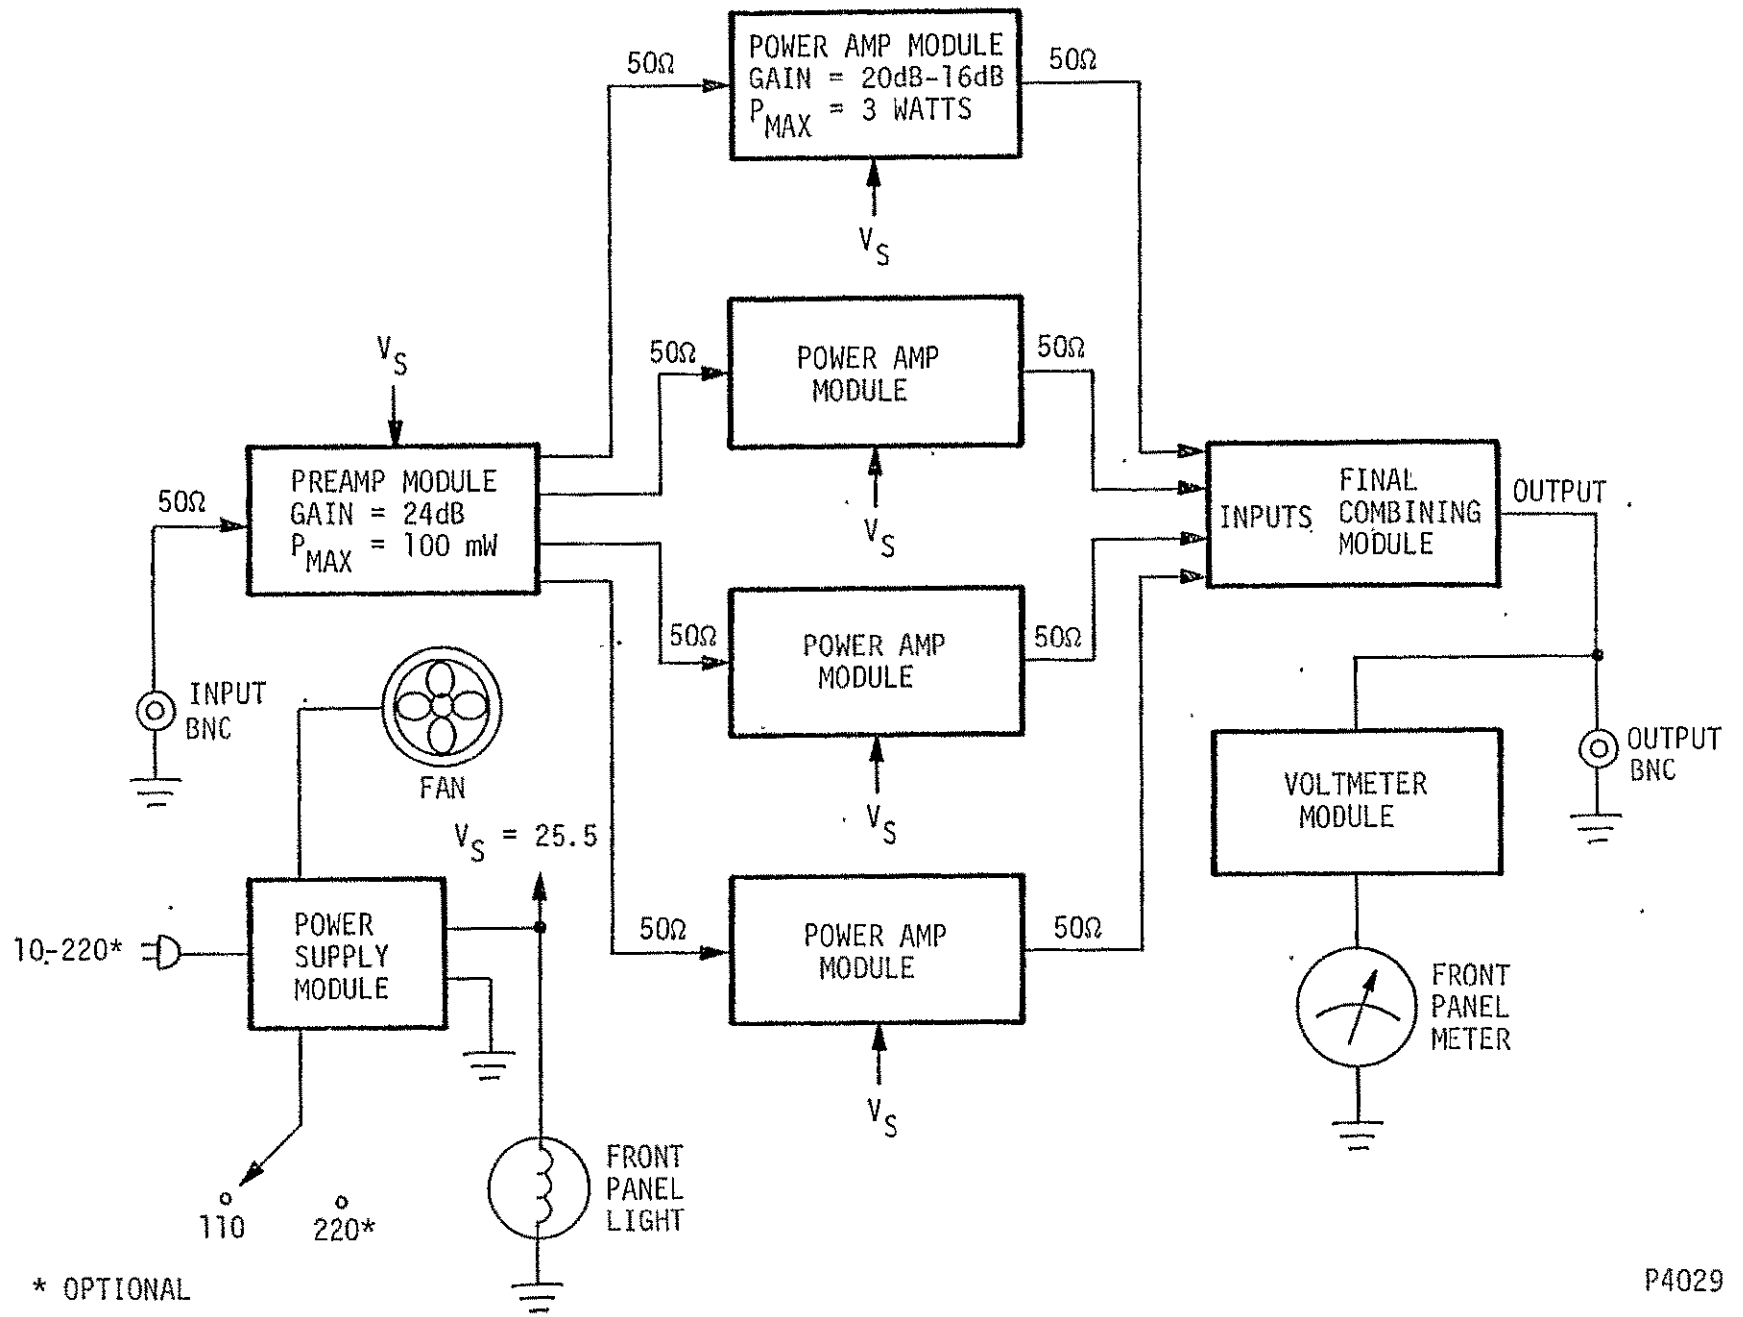 POWER AMP MODULE
GAIN = 20dB-16dB
PMAX = 3 WATTS
50Ω
50Ω
VS
50Ω
POWER AMP
MODULE
50Ω
VS
VS
PREAMP MODULE
GAIN = 24dB
PMAX = 100 mW
50Ω
INPUTS
FINAL
COMBINING
MODULE
OUTPUT
50Ω
POWER AMP
MODULE
50Ω
VS
INPUT
BNC
FAN
OUTPUT
BNC
VOLTMETER
MODULE
VS = 25.5
50Ω
POWER AMP
MODULE
50Ω
VS
10-220*
POWER
SUPPLY
MODULE
FRONT
PANEL
METER
FRONT
PANEL
LIGHT
110
220*
* OPTIONAL
P4029